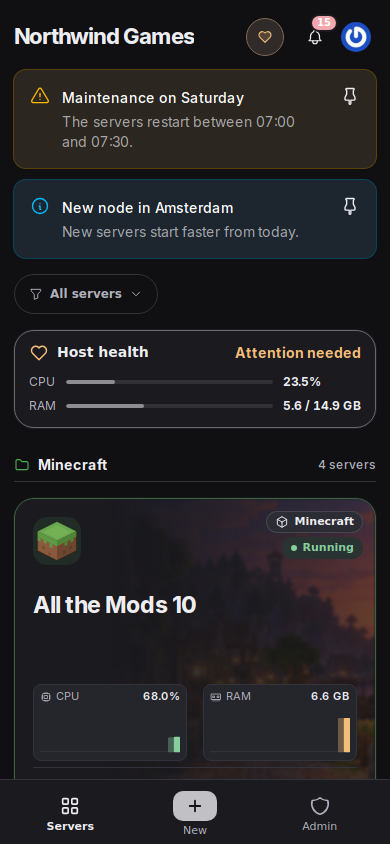 Northwind Games
15
Maintenance on Saturday
The servers restart between 07:00
and 07:30.
New node in Amsterdam
New servers start faster from today.
All servers
Host health
Attention needed
CPU
23.5%
RAM
5.6 / 14.9 GB
Minecraft
4 servers
Minecraft
Running
All the Mods 10
CPU
68.0%
RAM
6.6 GB
Servers
New
Admin